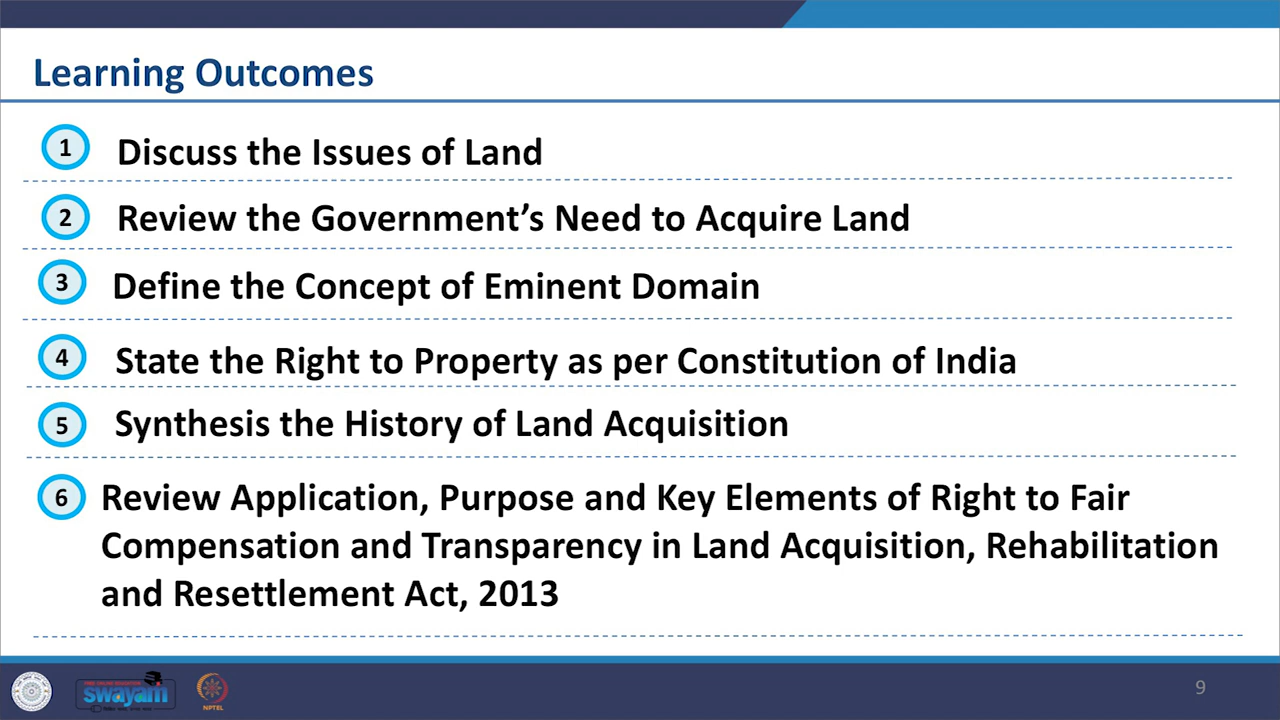 Learning Outcomes
1 Discuss the Issues of Land
2 Review the Government's Need to Acquire Land
3 Define the Concept of Eminent Domain
4 State the Right to Property as per Constitution of India
5 Synthesis the History of Land Acquisition
6 Review Application, Purpose and Key Elements of Right to Fair
Compensation and Transparency in Land Acquisition, Rehabilitation
and Resettlement Act, 2013
swayam
NPTEL
9